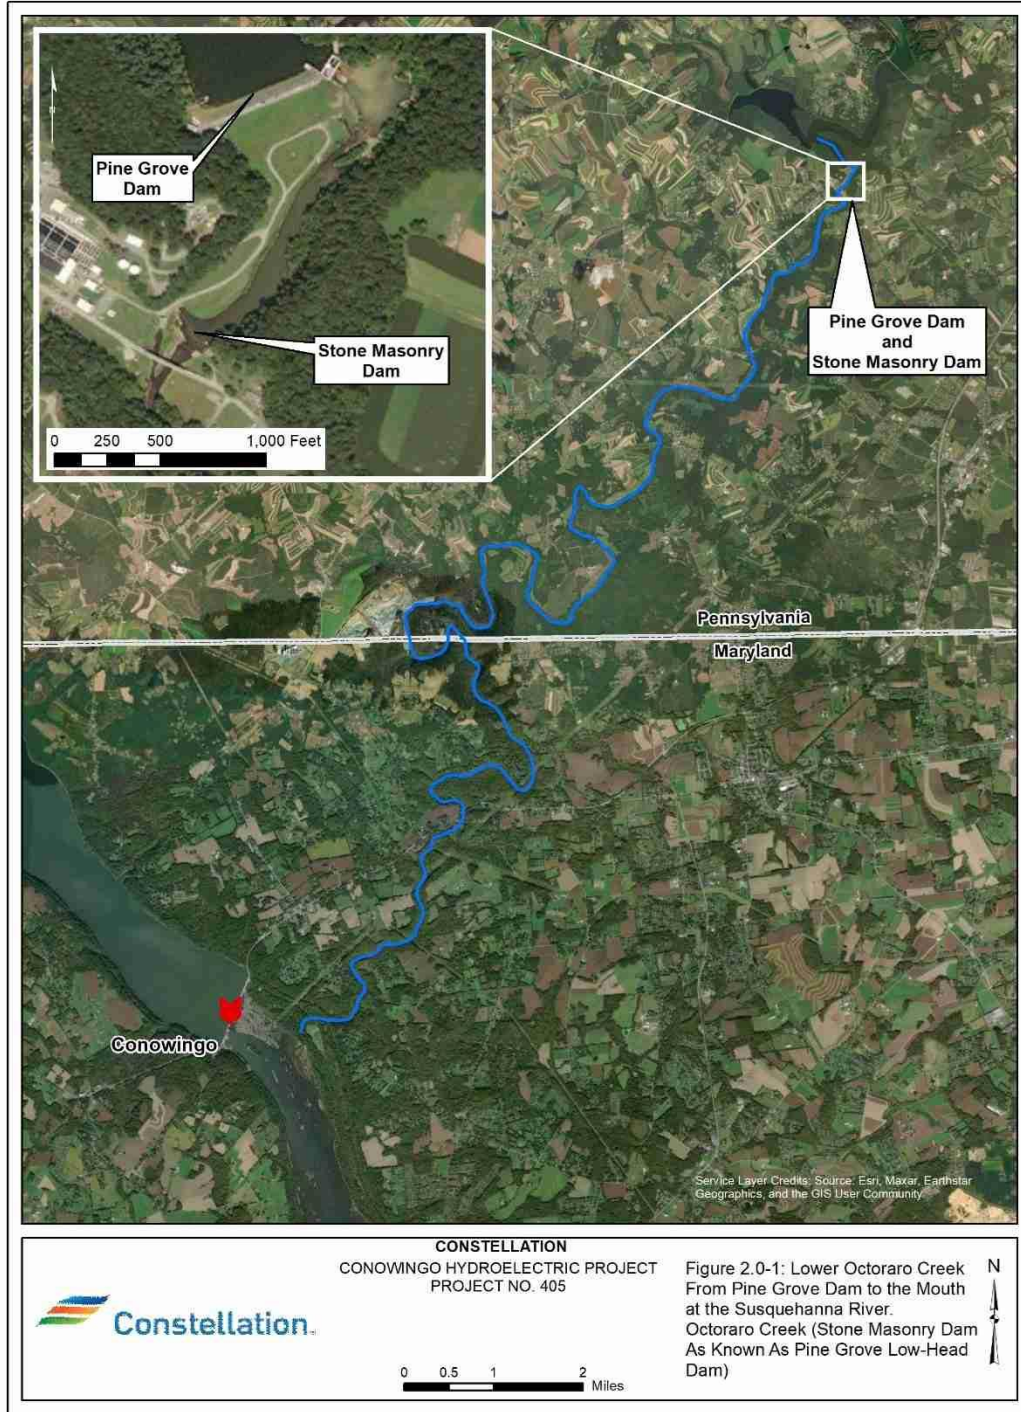 N
Pine Grove
Dam
Stone Masonry
Dam
0 250 500 1,000 Feet
Pine Grove Dam
and
Stone Masonry Dam
Pennsylvania
Maryland
Conowingo
Service Layer Credits: Source: Esri, Maxar, Earthstar
Geographics, and the GIS User Community
CONSTELLATION
CONOWINGO HYDROELECTRIC PROJECT
PROJECT NO. 405
Constellation.
0 0.5 1 2
Miles
Figure 2.0-1: Lower Octoraro Creek
From Pine Grove Dam to the Mouth
at the Susquehanna River.
Octoraro Creek (Stone Masonry Dam
As Known As Pine Grove Low-Head
Dam)
N